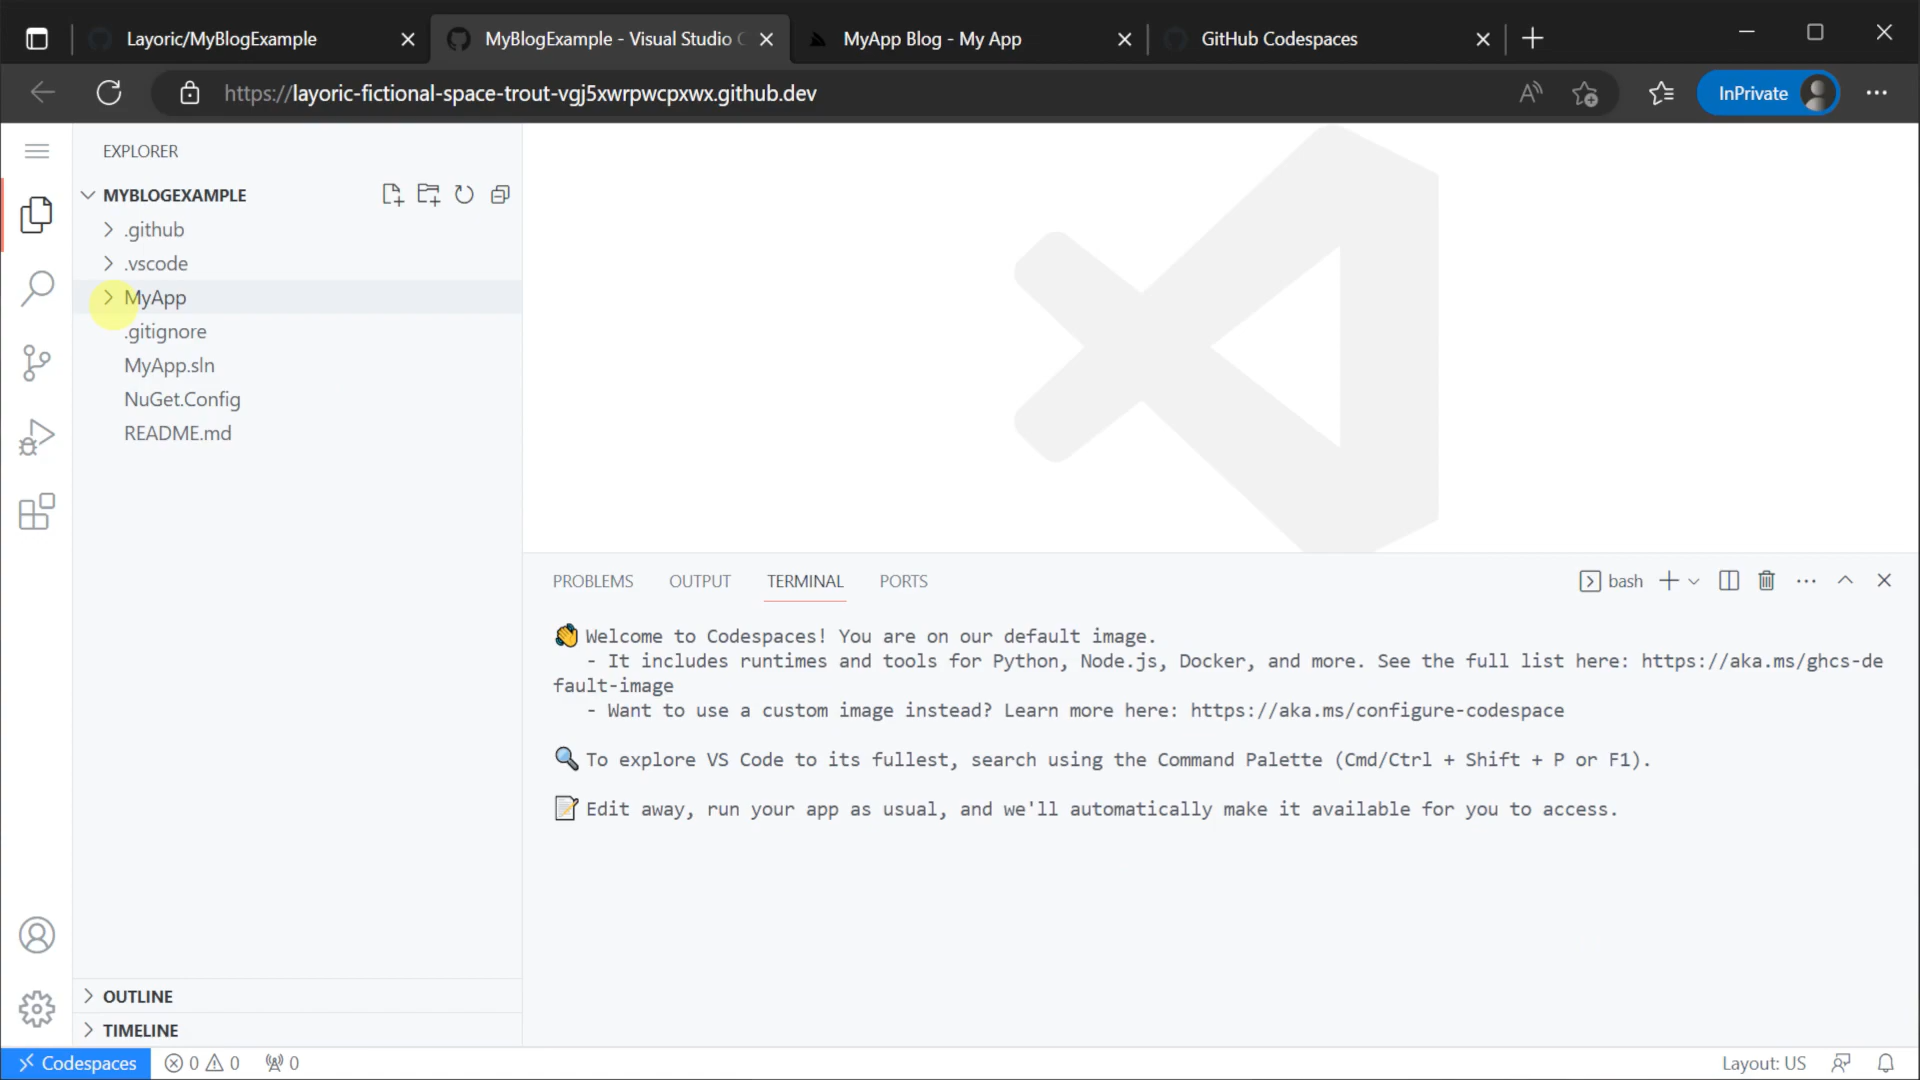 Layoric/MyBlogExample
MyBlogExample - Visual Studio C
MyApp Blog - My App
GitHub Codespaces
https://layoric-fictional-space-trout-vgj5xwrpwcpxwx.github.dev
InPrivate
EXPLORER
MYBLOGEXAMPLE
.github
.vscode
MyApp
.gitignore
MyApp.sln
NuGet.Config
README.md
OUTLINE
TIMELINE
PROBLEMS
OUTPUT
TERMINAL
PORTS
bash
👋 Welcome to Codespaces! You are on our default image.
- It includes runtimes and tools for Python, Node.js, Docker, and more. See the full list here: https://aka.ms/ghcs-de
fault-image
- Want to use a custom image instead? Learn more here: https://aka.ms/configure-codespace
🔍 To explore VS Code to its fullest, search using the Command Palette (Cmd/Ctrl + Shift + P or F1).
📝 Edit away, run your app as usual, and we'll automatically make it available for you to access.
Codespaces
0
0
0
Layout: US